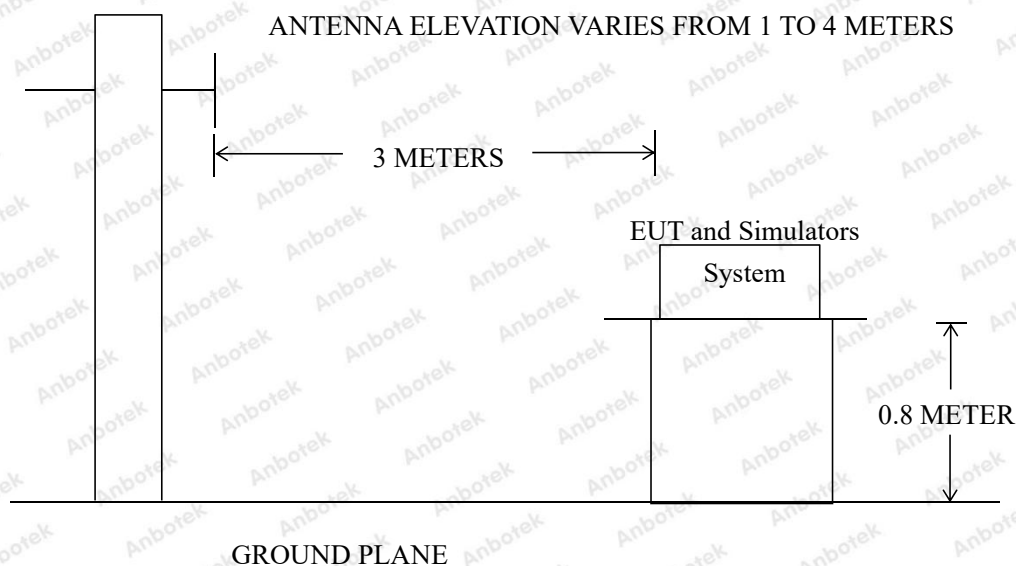 ANTENNA ELEVATION VARIES FROM 1 TO 4 METERS
3 METERS
EUT and Simulators
System
0.8 METER
GROUND PLANE
Anbotek